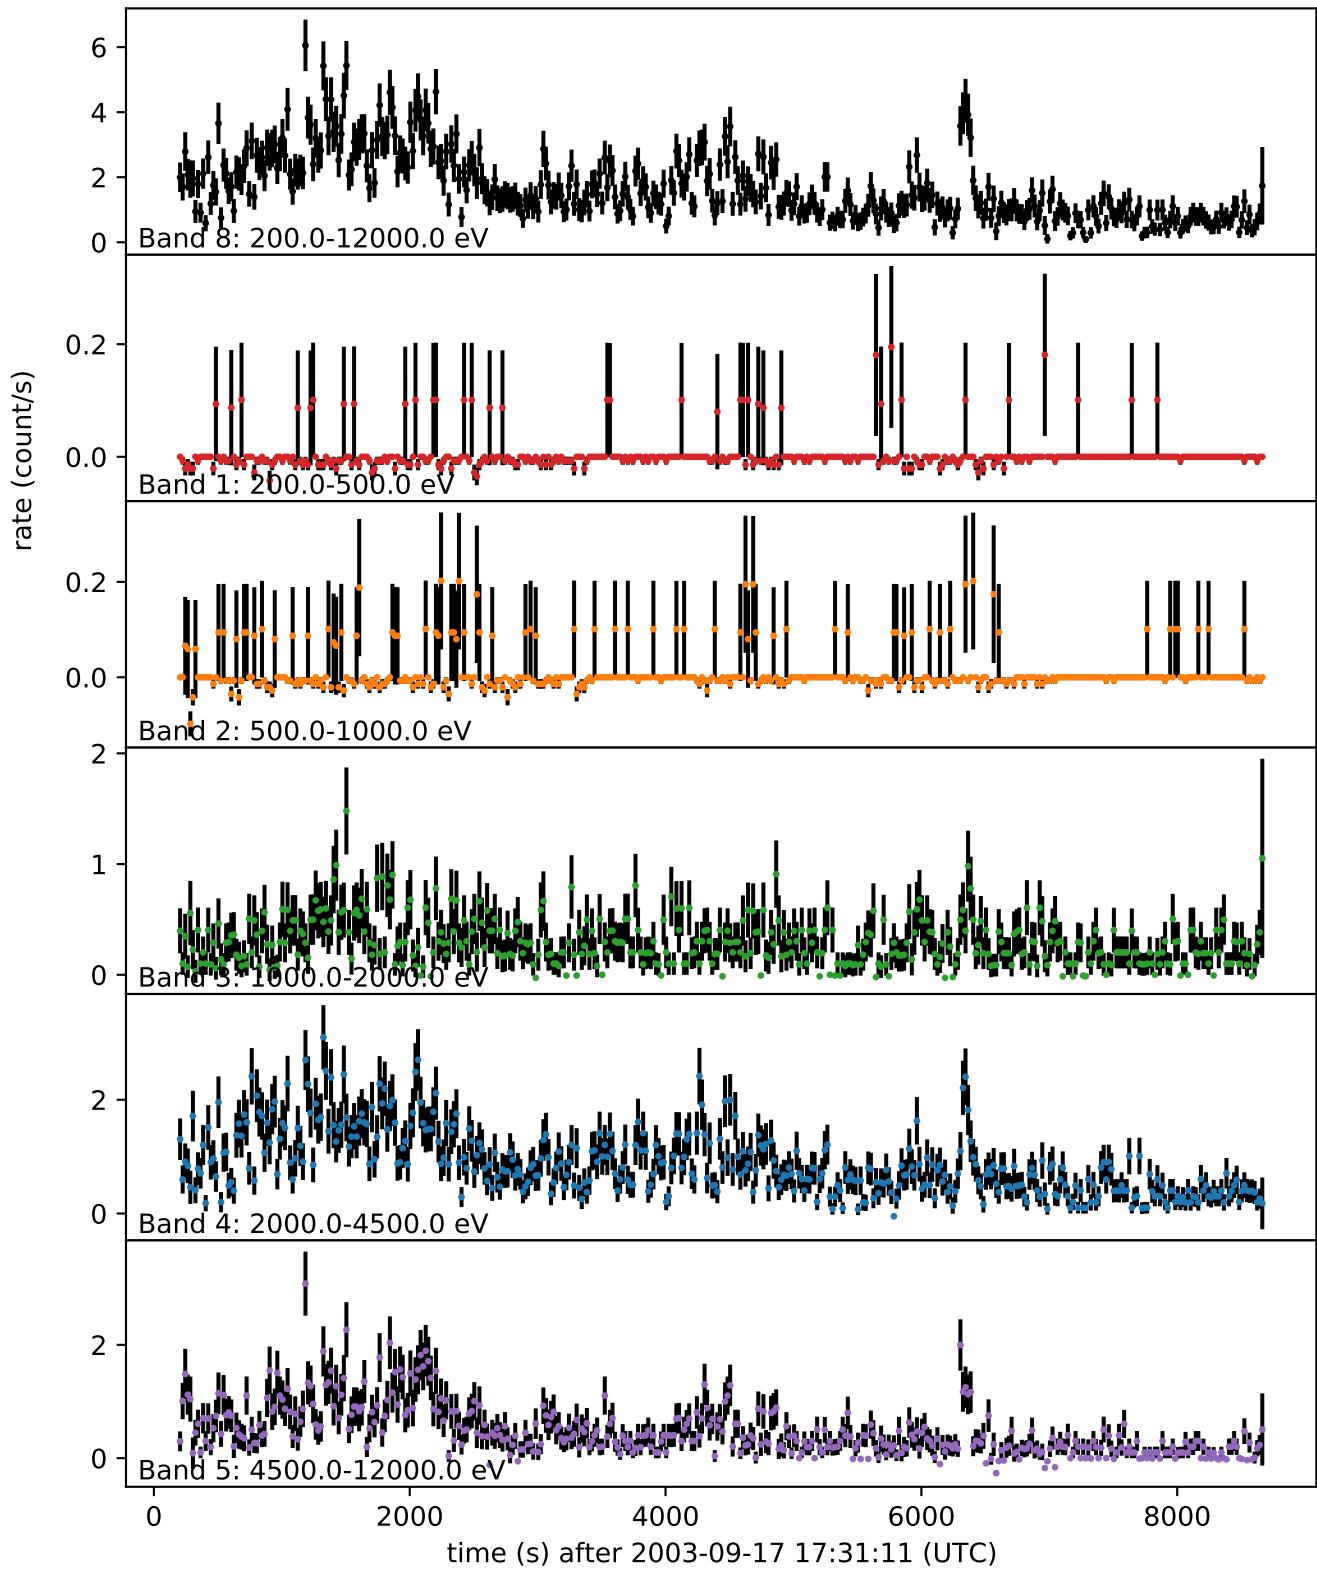 6
4
2
0
Band 8: 200.0-12000.0 eV
0.2
0.0
Band 1: 200.0-500.0 eV
rate (count/s)
0.2
0.0
Band 2: 500.0-1000.0 eV
2
1
0
Band 3: 1000.0-2000.0 eV
2
0
Band 4: 2000.0-4500.0 eV
2
0
Band 5: 4500.0-12000.0 eV
0 2000 4000 6000 8000
time (s) after 2003-09-17 17:31:11 (UTC)